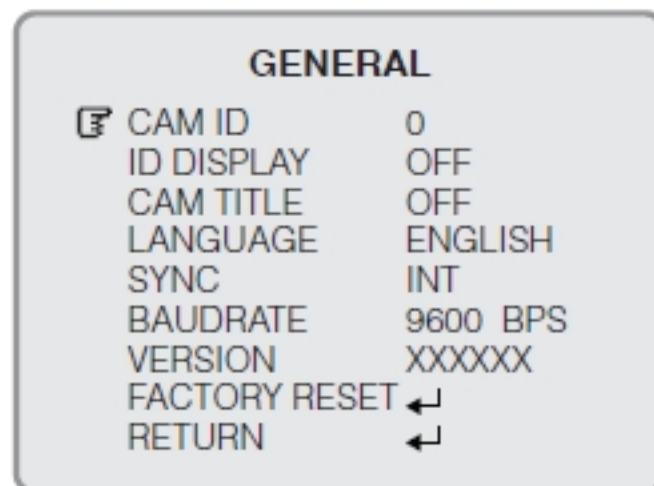 GENERAL
CAM ID 0
ID DISPLAY OFF
CAM TITLE OFF
LANGUAGE ENGLISH
SYNC INT
BAUDRATE 9600 BPS
VERSION XXXXXX
FACTORY RESET ↵
RETURN ↵